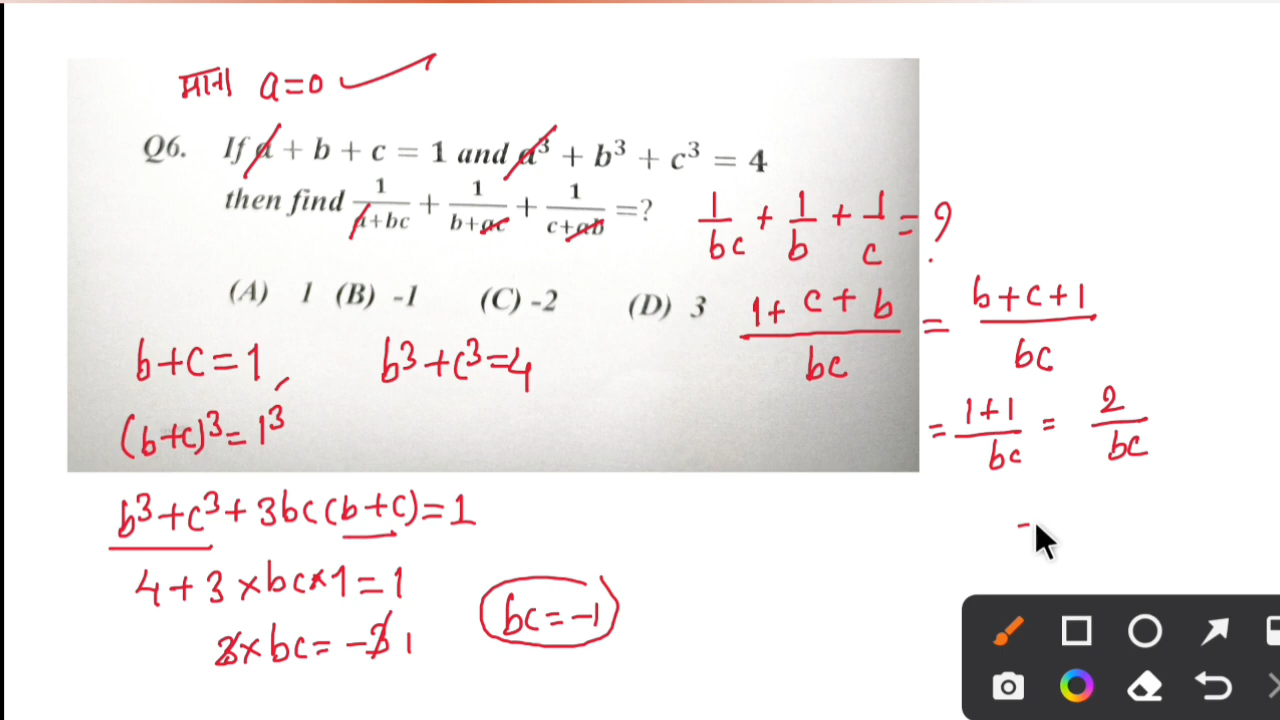 माना a=0
Q6. If a + b + c = 1 and a³ + b³ + c³ = 4
then find 1/(a+bc) + 1/(b+ac) + 1/(c+ab) =?
(A) 1 (B) -1 (C) -2 (D) 3
1/bc + 1/b + 1/c = ?
(1 + c + b)/bc = (b+c+1)/bc
= (1+1)/bc = 2/bc
b+c=1, b³+c³=4
(b+c)³=1³
b³+c³+3bc(b+c)=1
4+3×bc×1=1
3×bc=-3 1
bc=-1